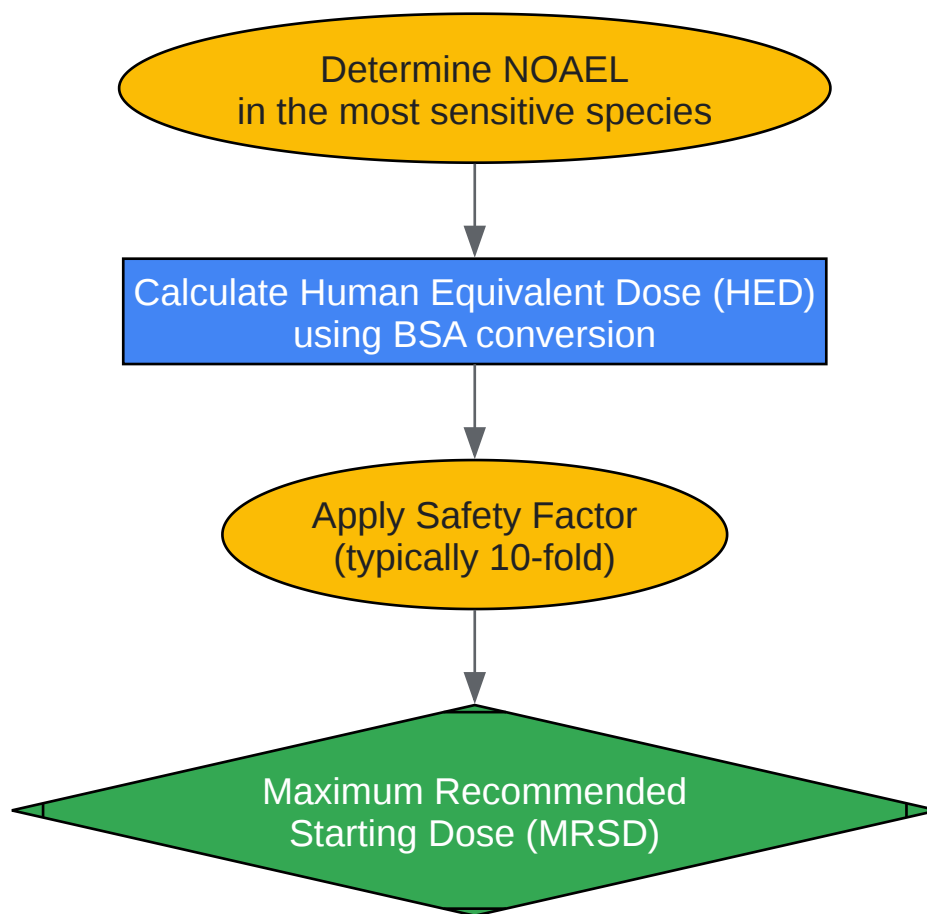 Determine NOAEL
in the most sensitive species
Calculate Human Equivalent Dose (HED)
using BSA conversion
Apply Safety Factor
(typically 10-fold)
Maximum Recommended
Starting Dose (MRSD)